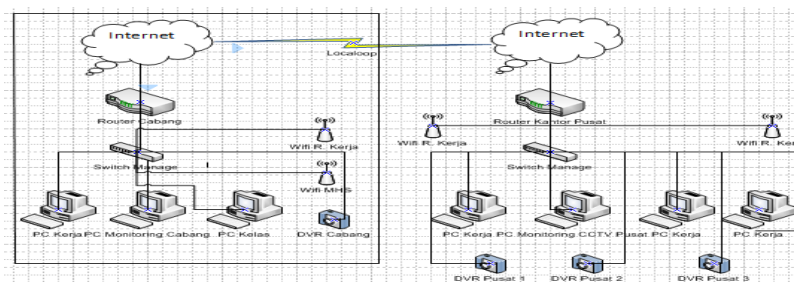 Internet
Internet
Localoop
Router Cabang
Router Kantor Pusat
Wifi R. Kerja
Wifi R. Kerja
Wifi R. Ker
Switch Manage
Switch Manage
Wifi MHS
PC Kerja PC Monitoring Cabang PC Kelas DVR Cabang
PC Kerja PC Monitoring CCTV Pusat PC Kerja PC Kerja
DVR Pusat 1 DVR Pusat 2 DVR Pusat 3